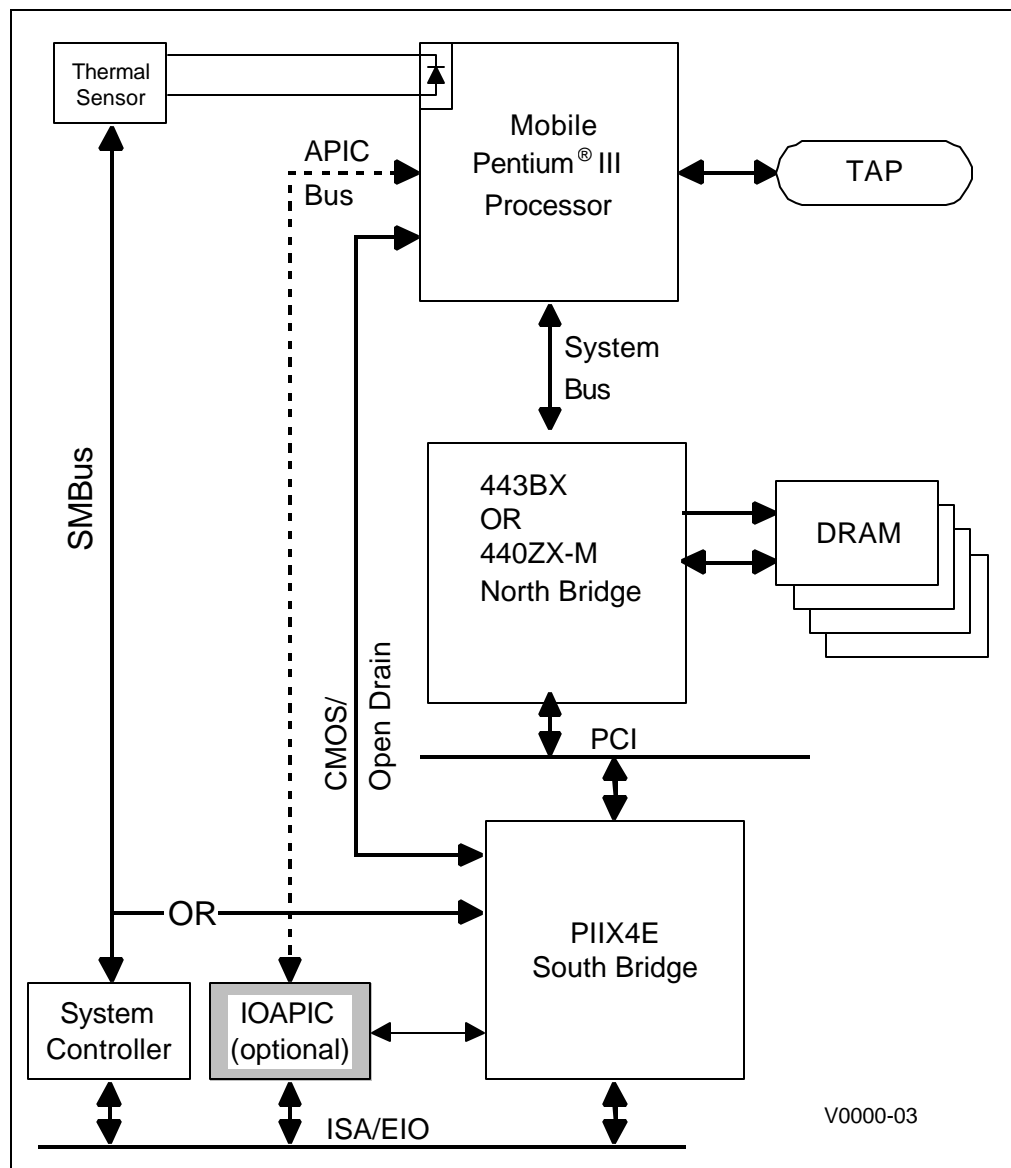 Thermal
Sensor
Mobile
Pentium® III
Processor
APIC
Bus
TAP
System
Bus
SMBus
443BX
OR
440ZX-M
North Bridge
DRAM
CMOS/
Open Drain
PCI
OR
PIIX4E
South Bridge
System
Controller
IOAPIC
(optional)
ISA/EIO
V0000-03